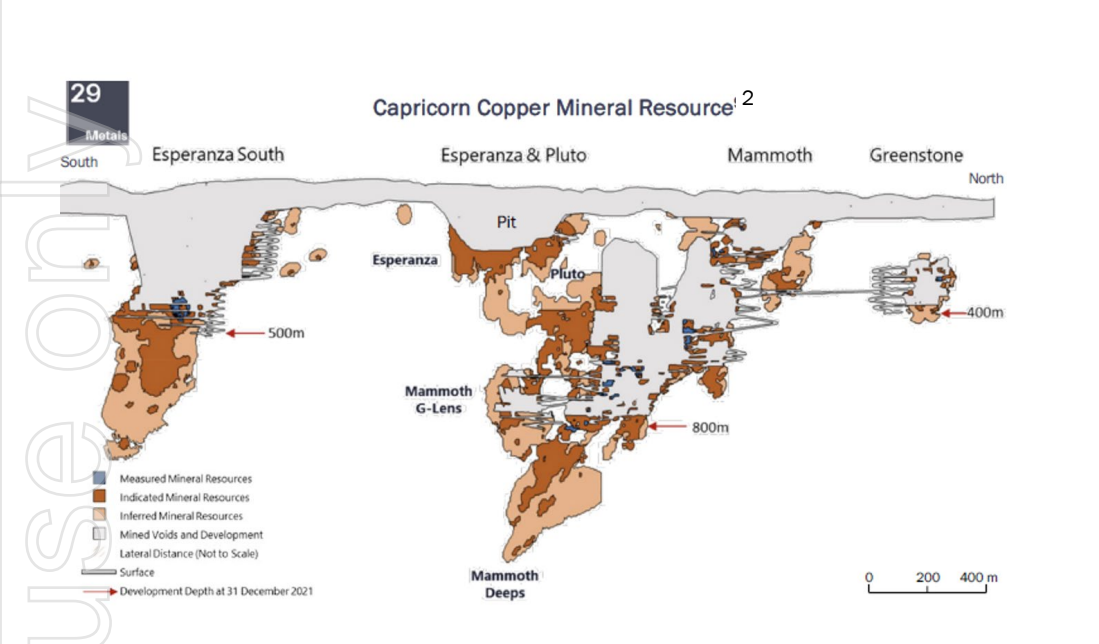 29
Metals
Capricorn Copper Mineral Resource 2
South
Esperanza South
Esperanza & Pluto
Mammoth
Greenstone
North
Pit
Esperanza
Pluto
400m
500m
Mammoth
G-Lens
800m
Measured Mineral Resources
Indicated Mineral Resources
Inferred Mineral Resources
Mined Voids and Development
Lateral Distance (Not to Scale)
Surface
Development Depth at 31 December 2021
Mammoth
Deeps
0 200 400 m
use only